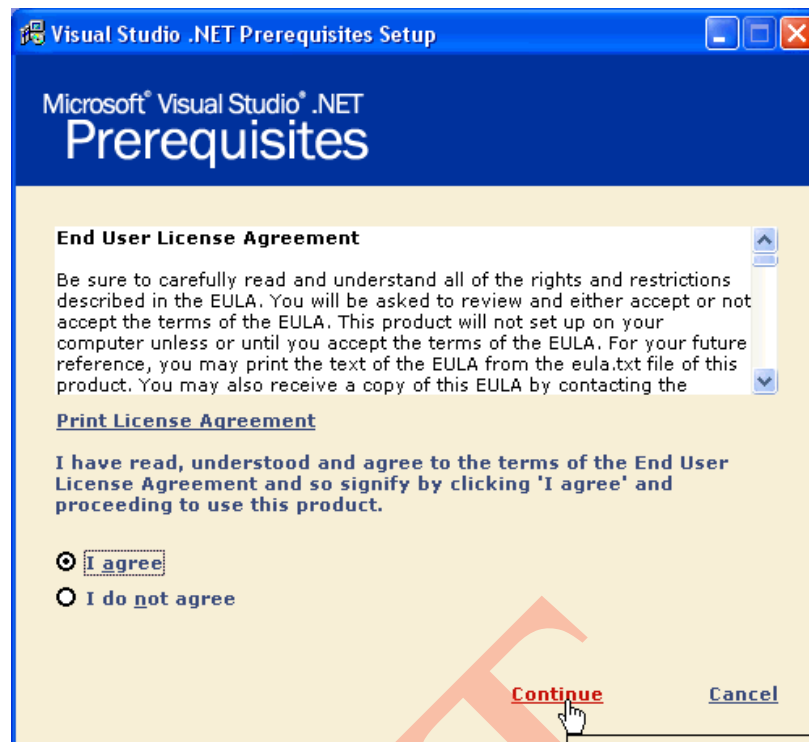 Visual Studio .NET Prerequisites Setup
Microsoft® Visual Studio® .NET
Prerequisites
End User License Agreement
Be sure to carefully read and understand all of the rights and restrictions
described in the EULA. You will be asked to review and either accept or not
accept the terms of the EULA. This product will not set up on your
computer unless or until you accept the terms of the EULA. For your future
reference, you may print the text of the EULA from the eula.txt file of this
product. You may also receive a copy of this EULA by contacting the
Print License Agreement
I have read, understood and agree to the terms of the End User
License Agreement and so signify by clicking 'I agree' and
proceeding to use this product.
I agree
I do not agree
Continue
Cancel